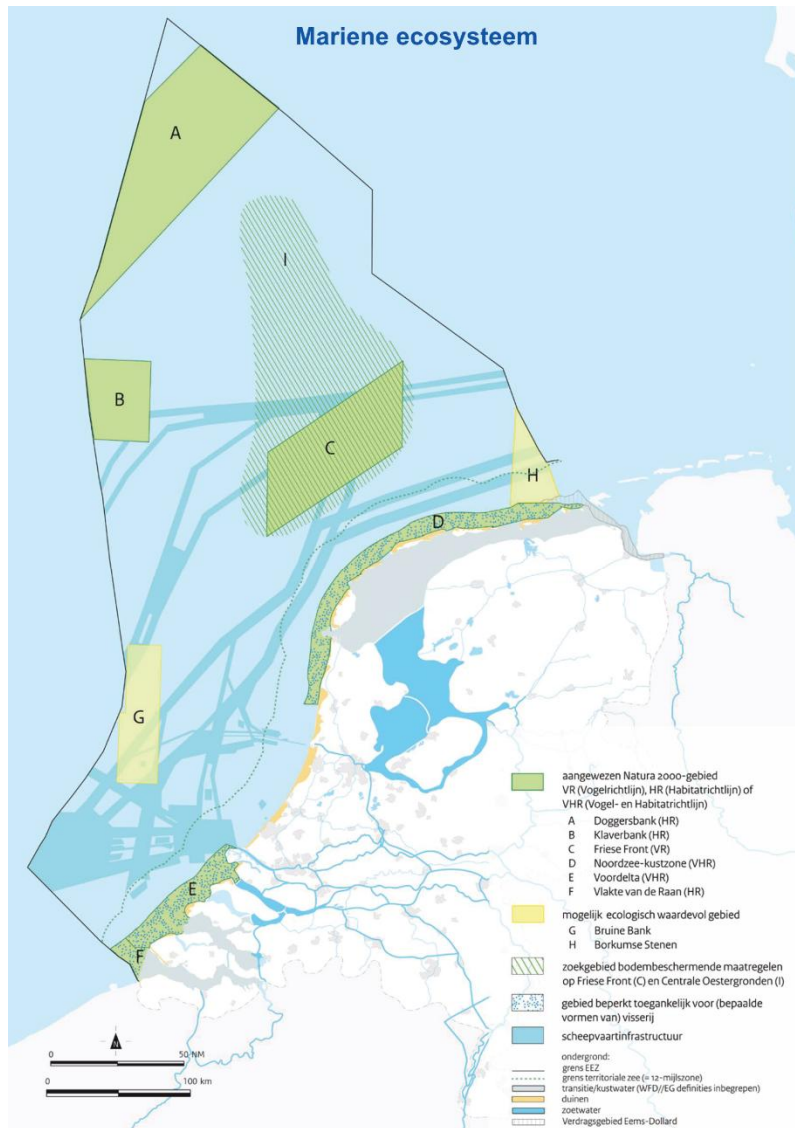 Mariene ecosysteem
A
I
B
C
H
D
G
E
F
aangewezen Natura 2000-gebied
VR (Vogelrichtlijn), HR (Habitatrichtlijn) of
VHR (Vogel- en Habitatrichtlijn)
A Doggersbank (HR)
B Klaverbank (HR)
C Friese Front (VR)
D Noordzee-kustzone (VHR)
E Voordelta (VHR)
F Vlakte van de Raan (HR)
mogelijk ecologisch waardevol gebied
G Bruine Bank
H Borkumse Stenen
zoekgebied bodembeschermende maatregelen
op Friese Front (C) en Centrale Oestergronden (I)
gebied beperkt toegankelijk voor (bepaalde
vormen van) visserij
scheepvaartinfrastructuur
ondergrond:
grens EEZ
grens territoriale zee (= 12-mijlszone)
transitie/kustwater (WFD//EG definities inbegrepen)
duinen
zoetwater
Verdragsgebied Eems-Dollard
N
0 50 NM
0 100 km